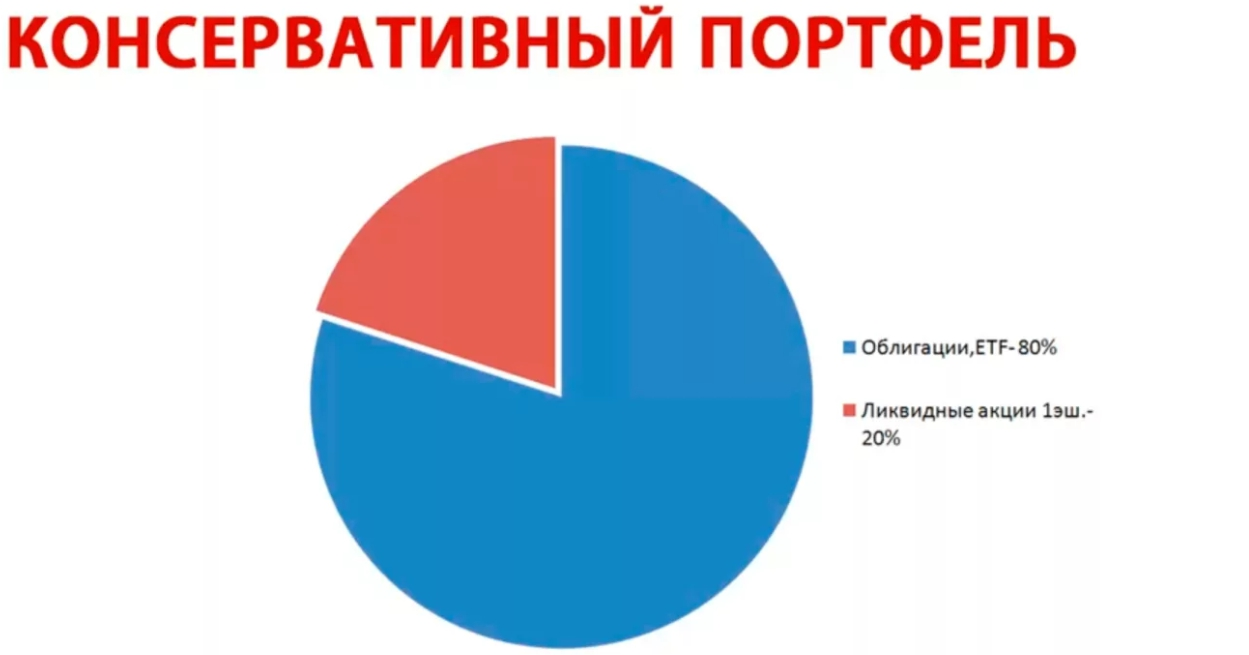 КОНСЕРВАТИВНЫЙ ПОРТФЕЛЬ
Облигации,ETF- 80%
Ликвидные акции 1эш.-
20%